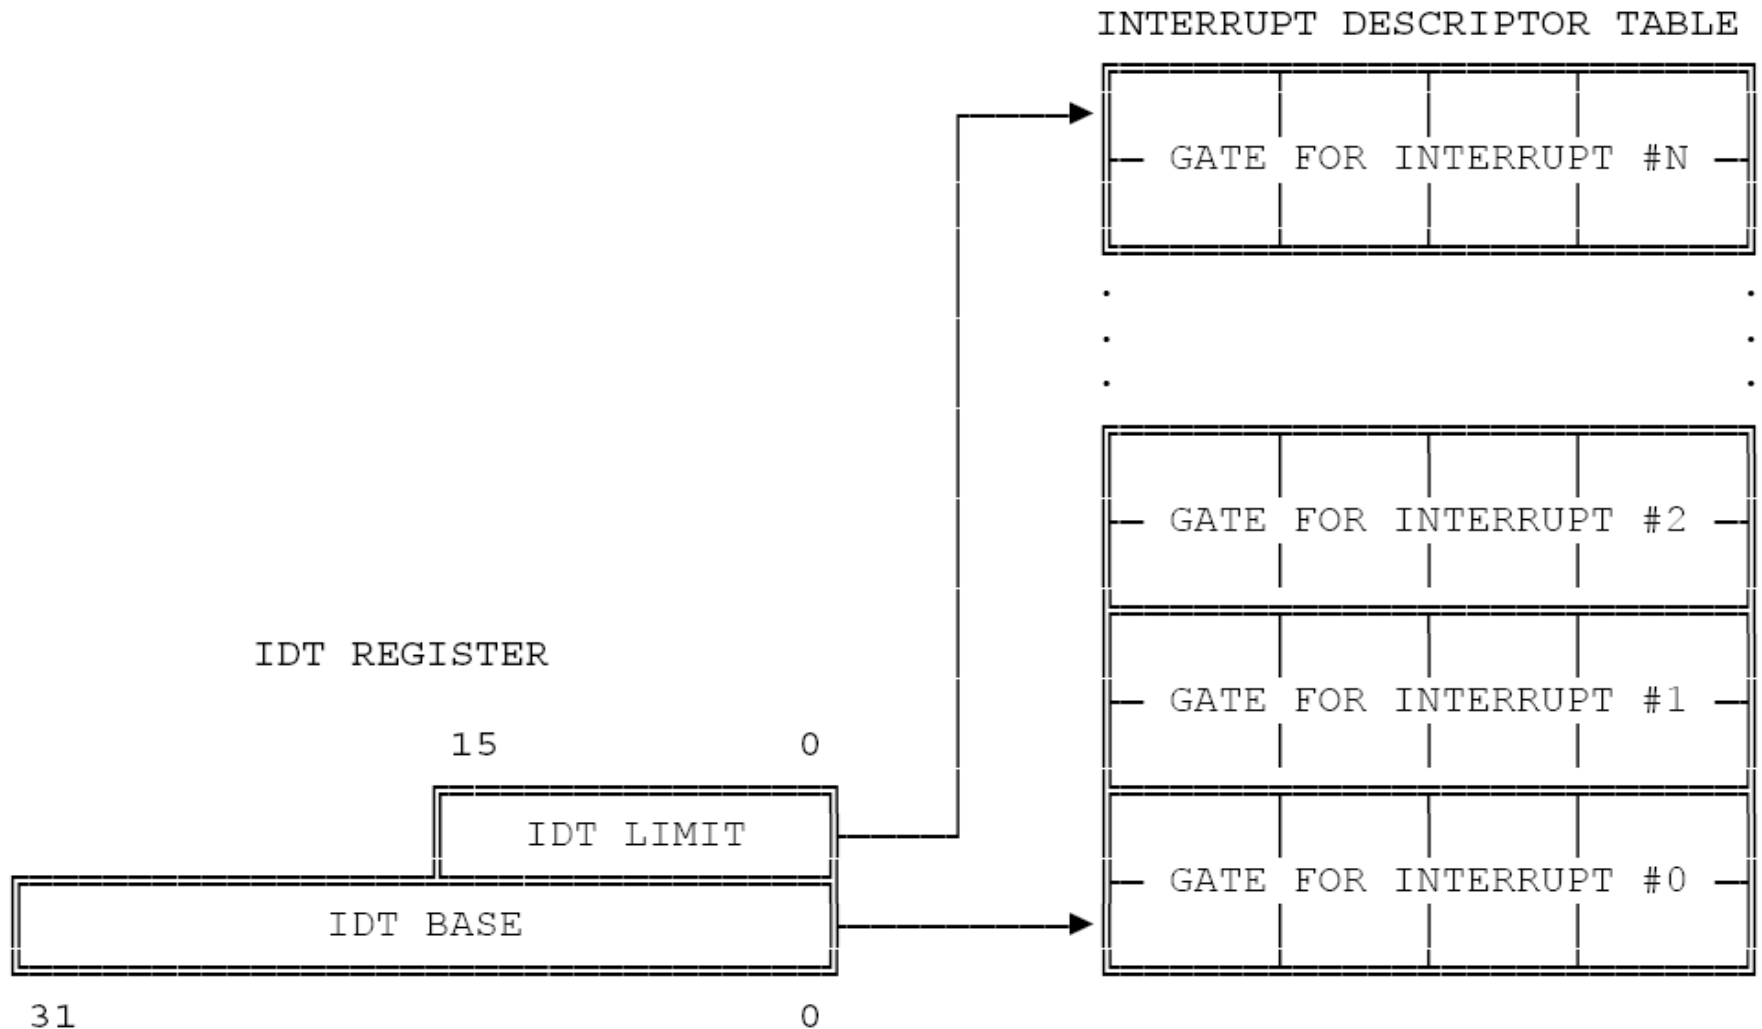 INTERRUPT DESCRIPTOR TABLE
GATE FOR INTERRUPT #N
GATE FOR INTERRUPT #2
IDT REGISTER
GATE FOR INTERRUPT #1
15 0
IDT LIMIT
GATE FOR INTERRUPT #0
IDT BASE
31 0